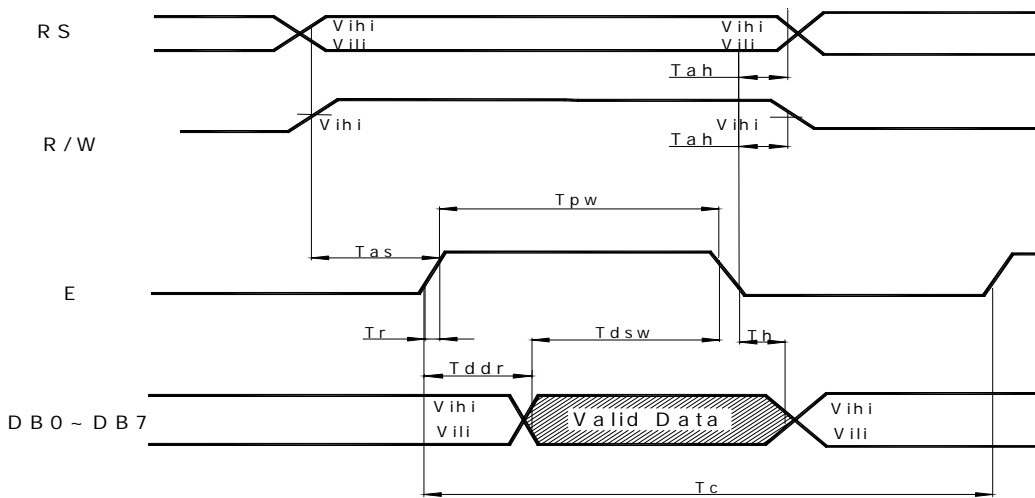 RS
Vihi
Vili
Vihi
Vili
Tah
R/W
Vihi
Vihi
Tah
Tpw
Tas
E
Tr
Tdsw
Th
Tddr
DB0~DB7
Vihi
Vili
Valid Data
Vihi
Vili
Tc